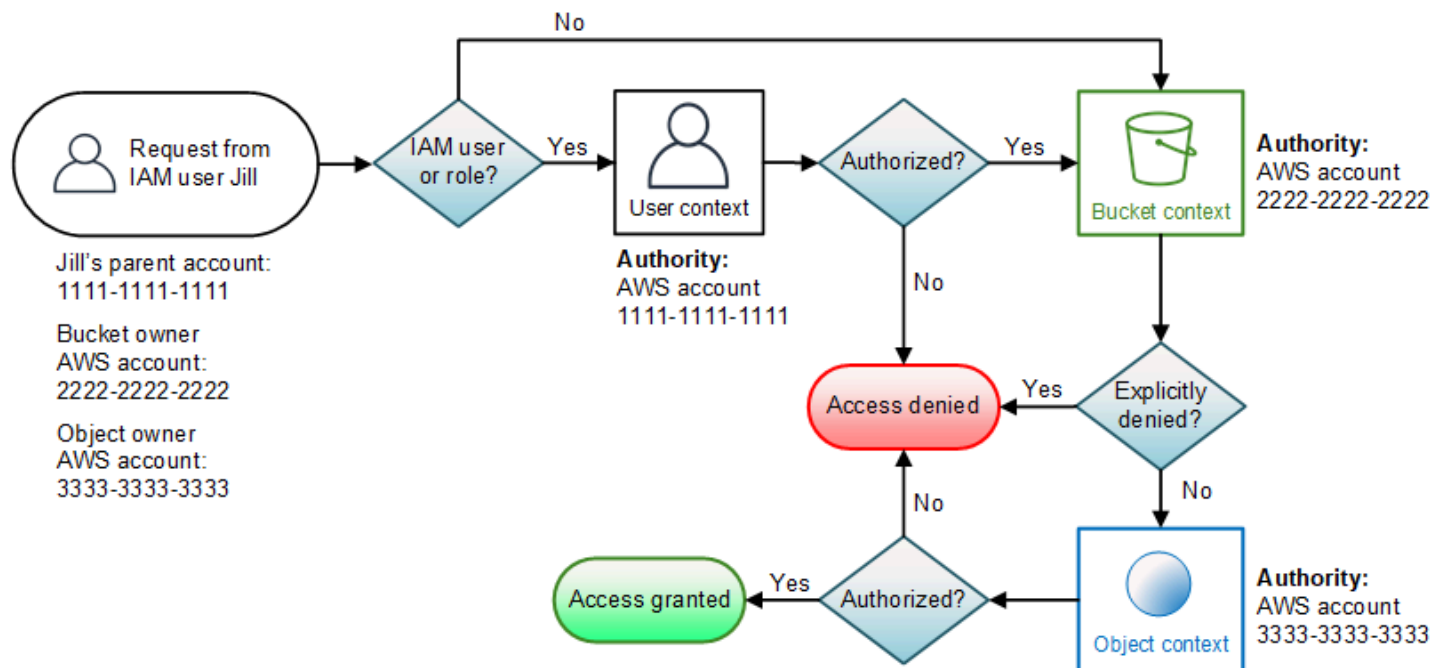 No
Request from
IAM user Jill
IAM user
or role?
Yes
User context
Authorized?
Yes
Bucket context
Authority:
AWS account
2222-2222-2222
Jill's parent account:
1111-1111-1111
Bucket owner
AWS account:
2222-2222-2222
Object owner
AWS account:
3333-3333-3333
Authority:
AWS account
1111-1111-1111
No
Access denied
Yes
Explicitly
denied?
No
No
Access granted
Yes
Authorized?
Object context
Authority:
AWS account
3333-3333-3333